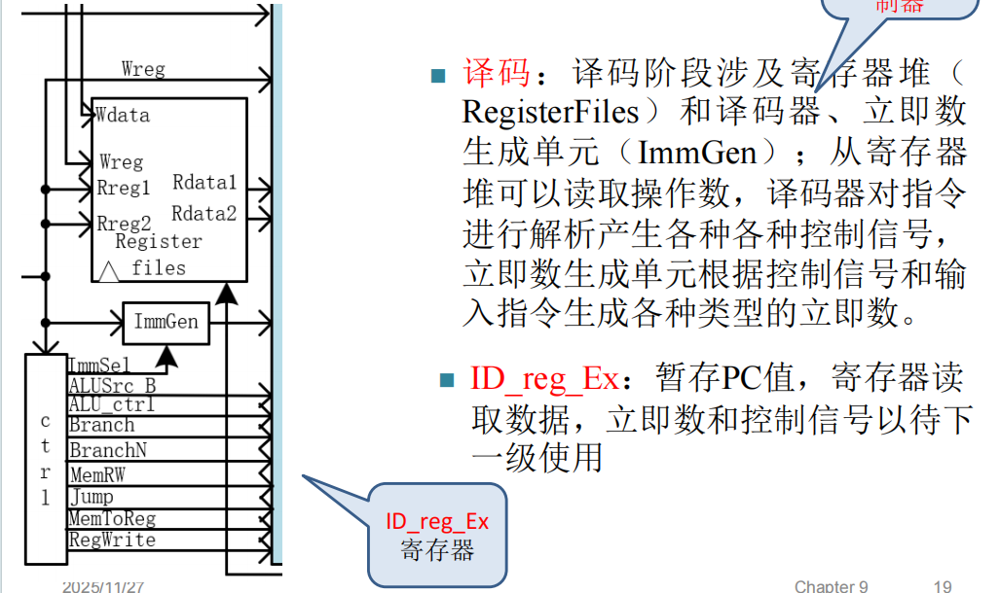 制器
Wreg
Wdata
Wreg
Rreg1
Rdata1
Rreg2
Rdata2
Register
files
ImmGen
ImmSel
ALUSrc_B
ALU_ctrl
Branch
BranchN
MemRW
Jump
MemToReg
RegWrite
c
t
r
l
译码：译码阶段涉及寄存器堆（
RegisterFiles）和译码器、立即数
生成单元（ImmGen）；从寄存器
堆可以读取操作数，译码器对指令
进行解析产生各种各种控制信号，
立即数生成单元根据控制信号和输
入指令生成各种类型的立即数。
ID_reg_Ex：暂存PC值，寄存器读
取数据，立即数和控制信号以待下
一级使用
ID_reg_Ex
寄存器
2025/11/27
Chapter 9
19